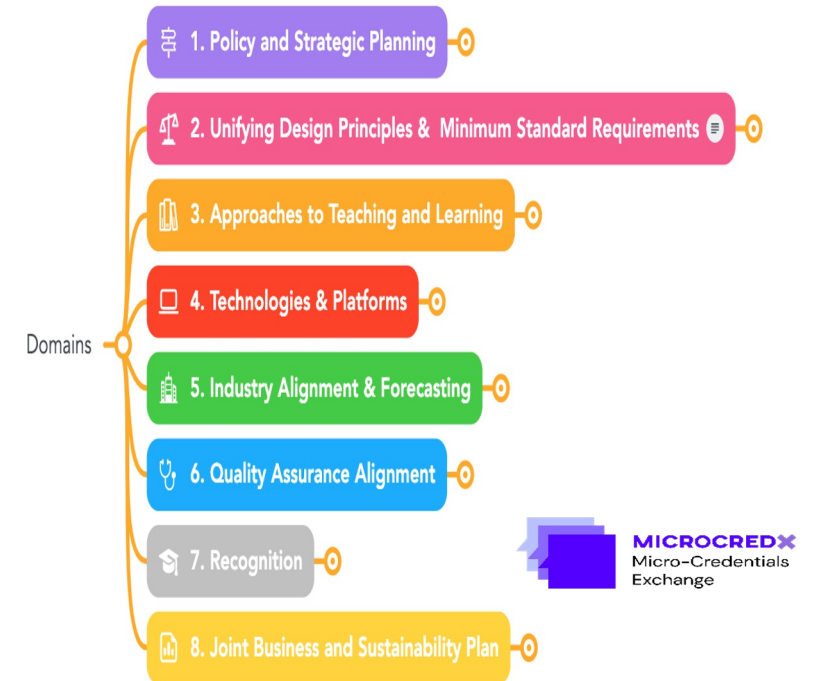 1. Policy and Strategic Planning
2. Unifying Design Principles & Minimum Standard Requirements
3. Approaches to Teaching and Learning
4. Technologies & Platforms
Domains
5. Industry Alignment & Forecasting
6. Quality Assurance Alignment
7. Recognition
8. Joint Business and Sustainability Plan
MICROCREDX
Micro-Credentials
Exchange